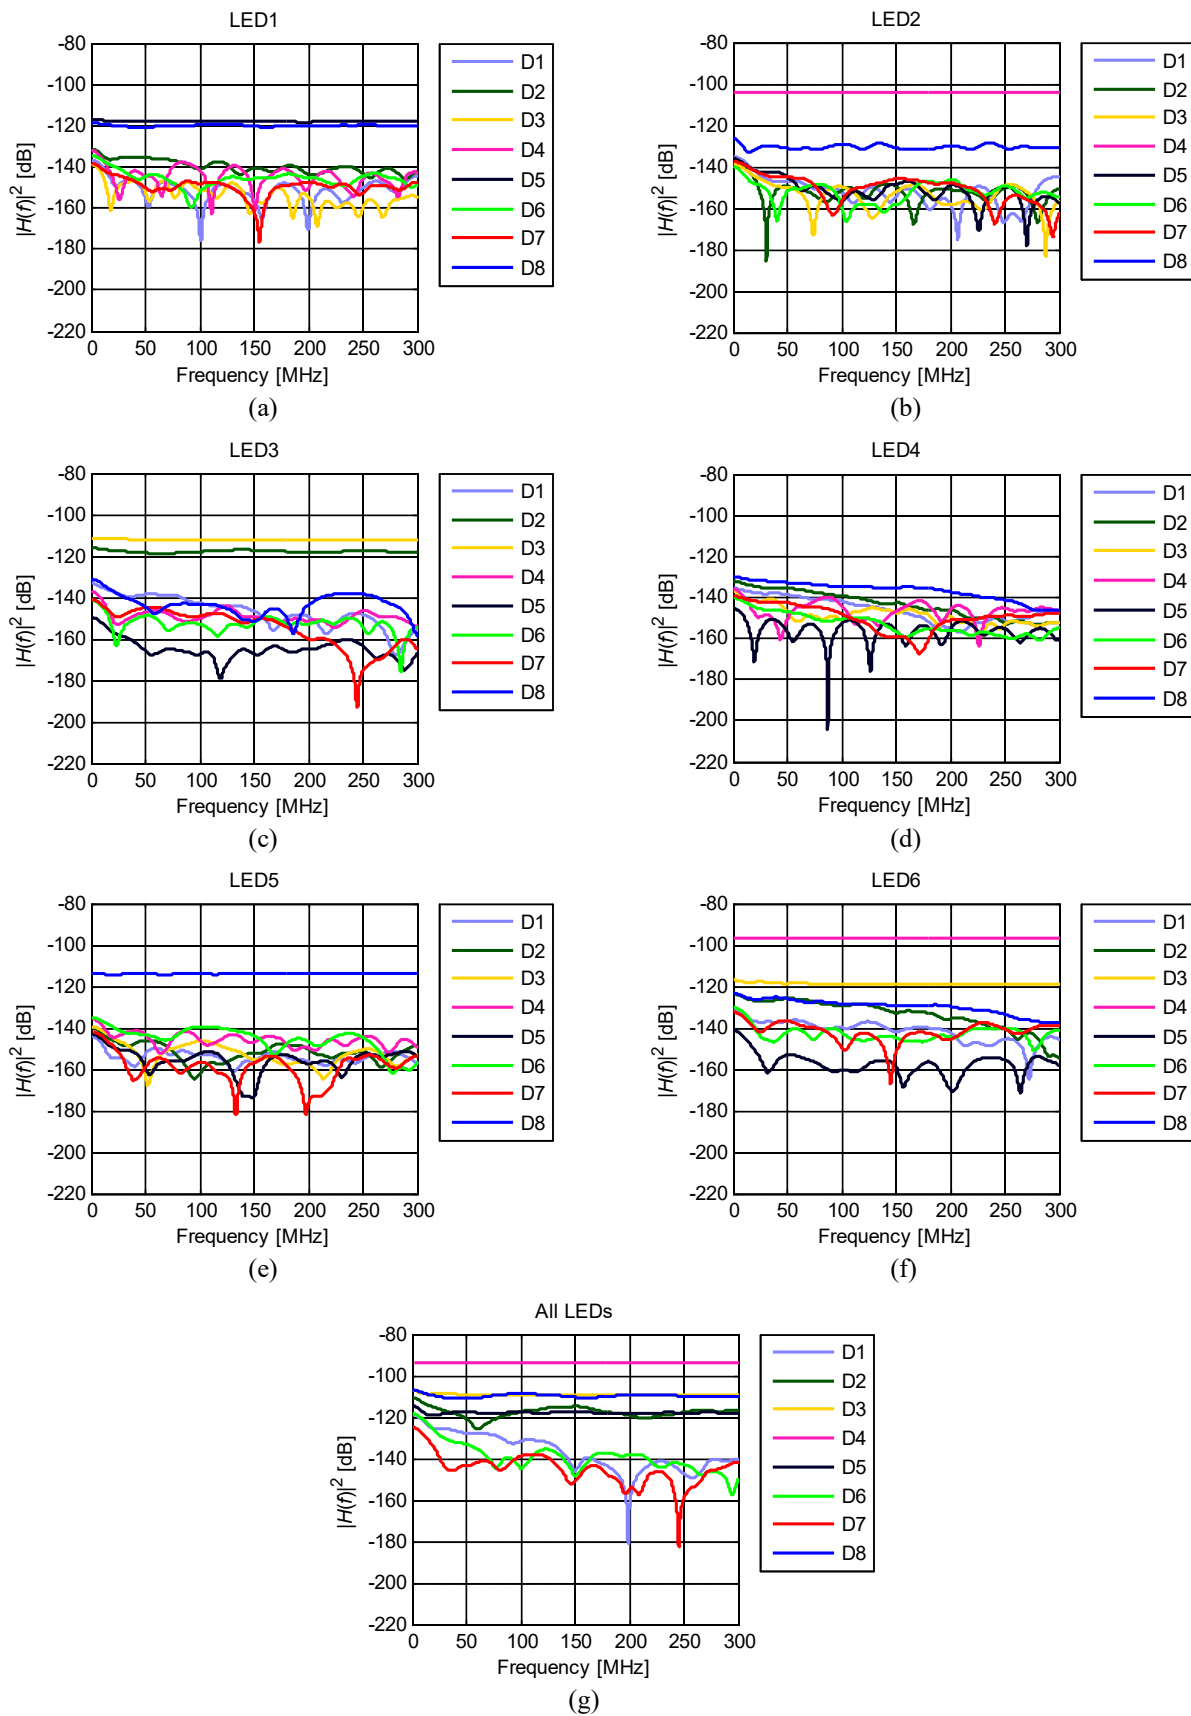 LED1
-80
-100
-120
-140
-160
-180
-200
-220
|H(f)|² [dB]
0 50 100 150 200 250 300
Frequency [MHz]
D1
D2
D3
D4
D5
D6
D7
D8
(a)
LED2
-80
-100
-120
-140
-160
-180
-200
-220
|H(f)|² [dB]
0 50 100 150 200 250 300
Frequency [MHz]
D1
D2
D3
D4
D5
D6
D7
D8
(b)
LED3
-80
-100
-120
-140
-160
-180
-200
-220
|H(f)|² [dB]
0 50 100 150 200 250 300
Frequency [MHz]
D1
D2
D3
D4
D5
D6
D7
D8
(c)
LED4
-80
-100
-120
-140
-160
-180
-200
-220
|H(f)|² [dB]
0 50 100 150 200 250 300
Frequency [MHz]
D1
D2
D3
D4
D5
D6
D7
D8
(d)
LED5
-80
-100
-120
-140
-160
-180
-200
-220
|H(f)|² [dB]
0 50 100 150 200 250 300
Frequency [MHz]
D1
D2
D3
D4
D5
D6
D7
D8
(e)
LED6
-80
-100
-120
-140
-160
-180
-200
-220
|H(f)|² [dB]
0 50 100 150 200 250 300
Frequency [MHz]
D1
D2
D3
D4
D5
D6
D7
D8
(f)
All LEDs
-80
-100
-120
-140
-160
-180
-200
-220
|H(f)|² [dB]
0 50 100 150 200 250 300
Frequency [MHz]
D1
D2
D3
D4
D5
D6
D7
D8
(g)